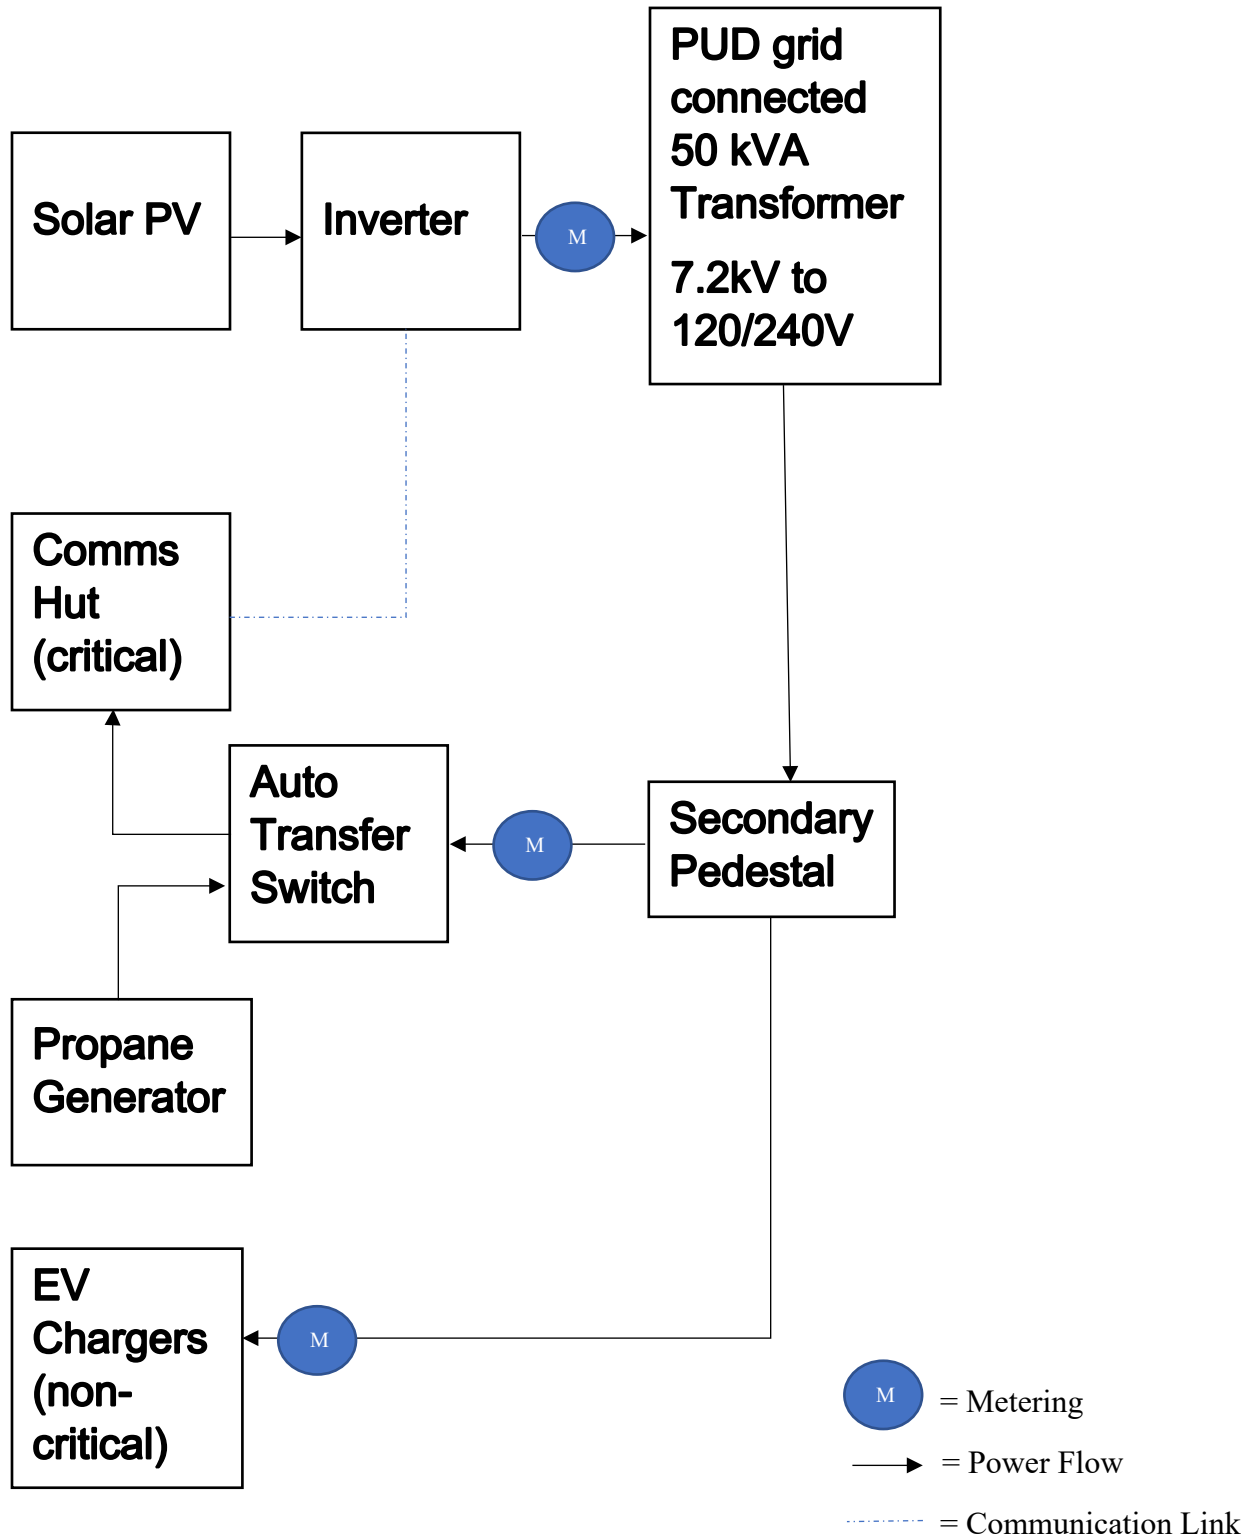 PUD grid
connected
50 kVA
Transformer
7.2kV to
120/240V
Solar PV
Inverter
M
Comms
Hut
(critical)
Auto
Transfer
Switch
M
Secondary
Pedestal
Propane
Generator
EV
Chargers
(non-
critical)
M
M
= Metering
= Power Flow
= Communication Link